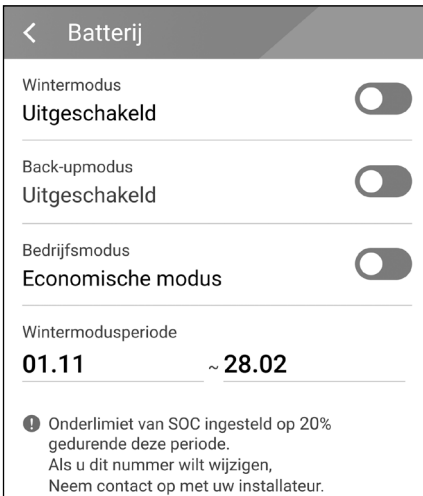 Batterij
Wintermodus
Uitgeschakeld
Back-upmodus
Uitgeschakeld
Bedrijfsmodus
Economische modus
Wintermodusperiode
01.11 ~ 28.02
Onderlimiet van SOC ingesteld op 20%
gedurende deze periode.
Als u dit nummer wilt wijzigen,
Neem contact op met uw installateur.